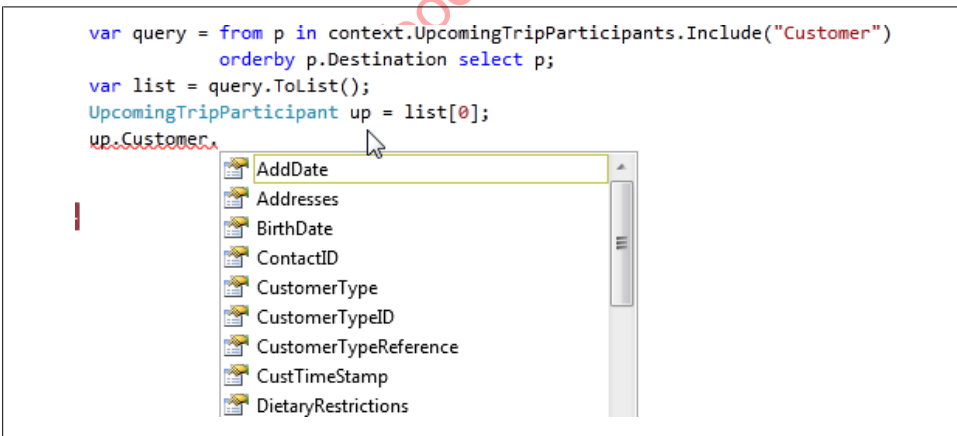 var query = from p in context.UpcomingTripParticipants.Include("Customer")
orderby p.Destination select p;
var list = query.ToList();
UpcomingTripParticipant up = list[0];
up.Customer.
AddDate
Addresses
BirthDate
ContactID
CustomerType
CustomerTypeID
CustomerTypeReference
CustTimeStamp
DietaryRestrictions